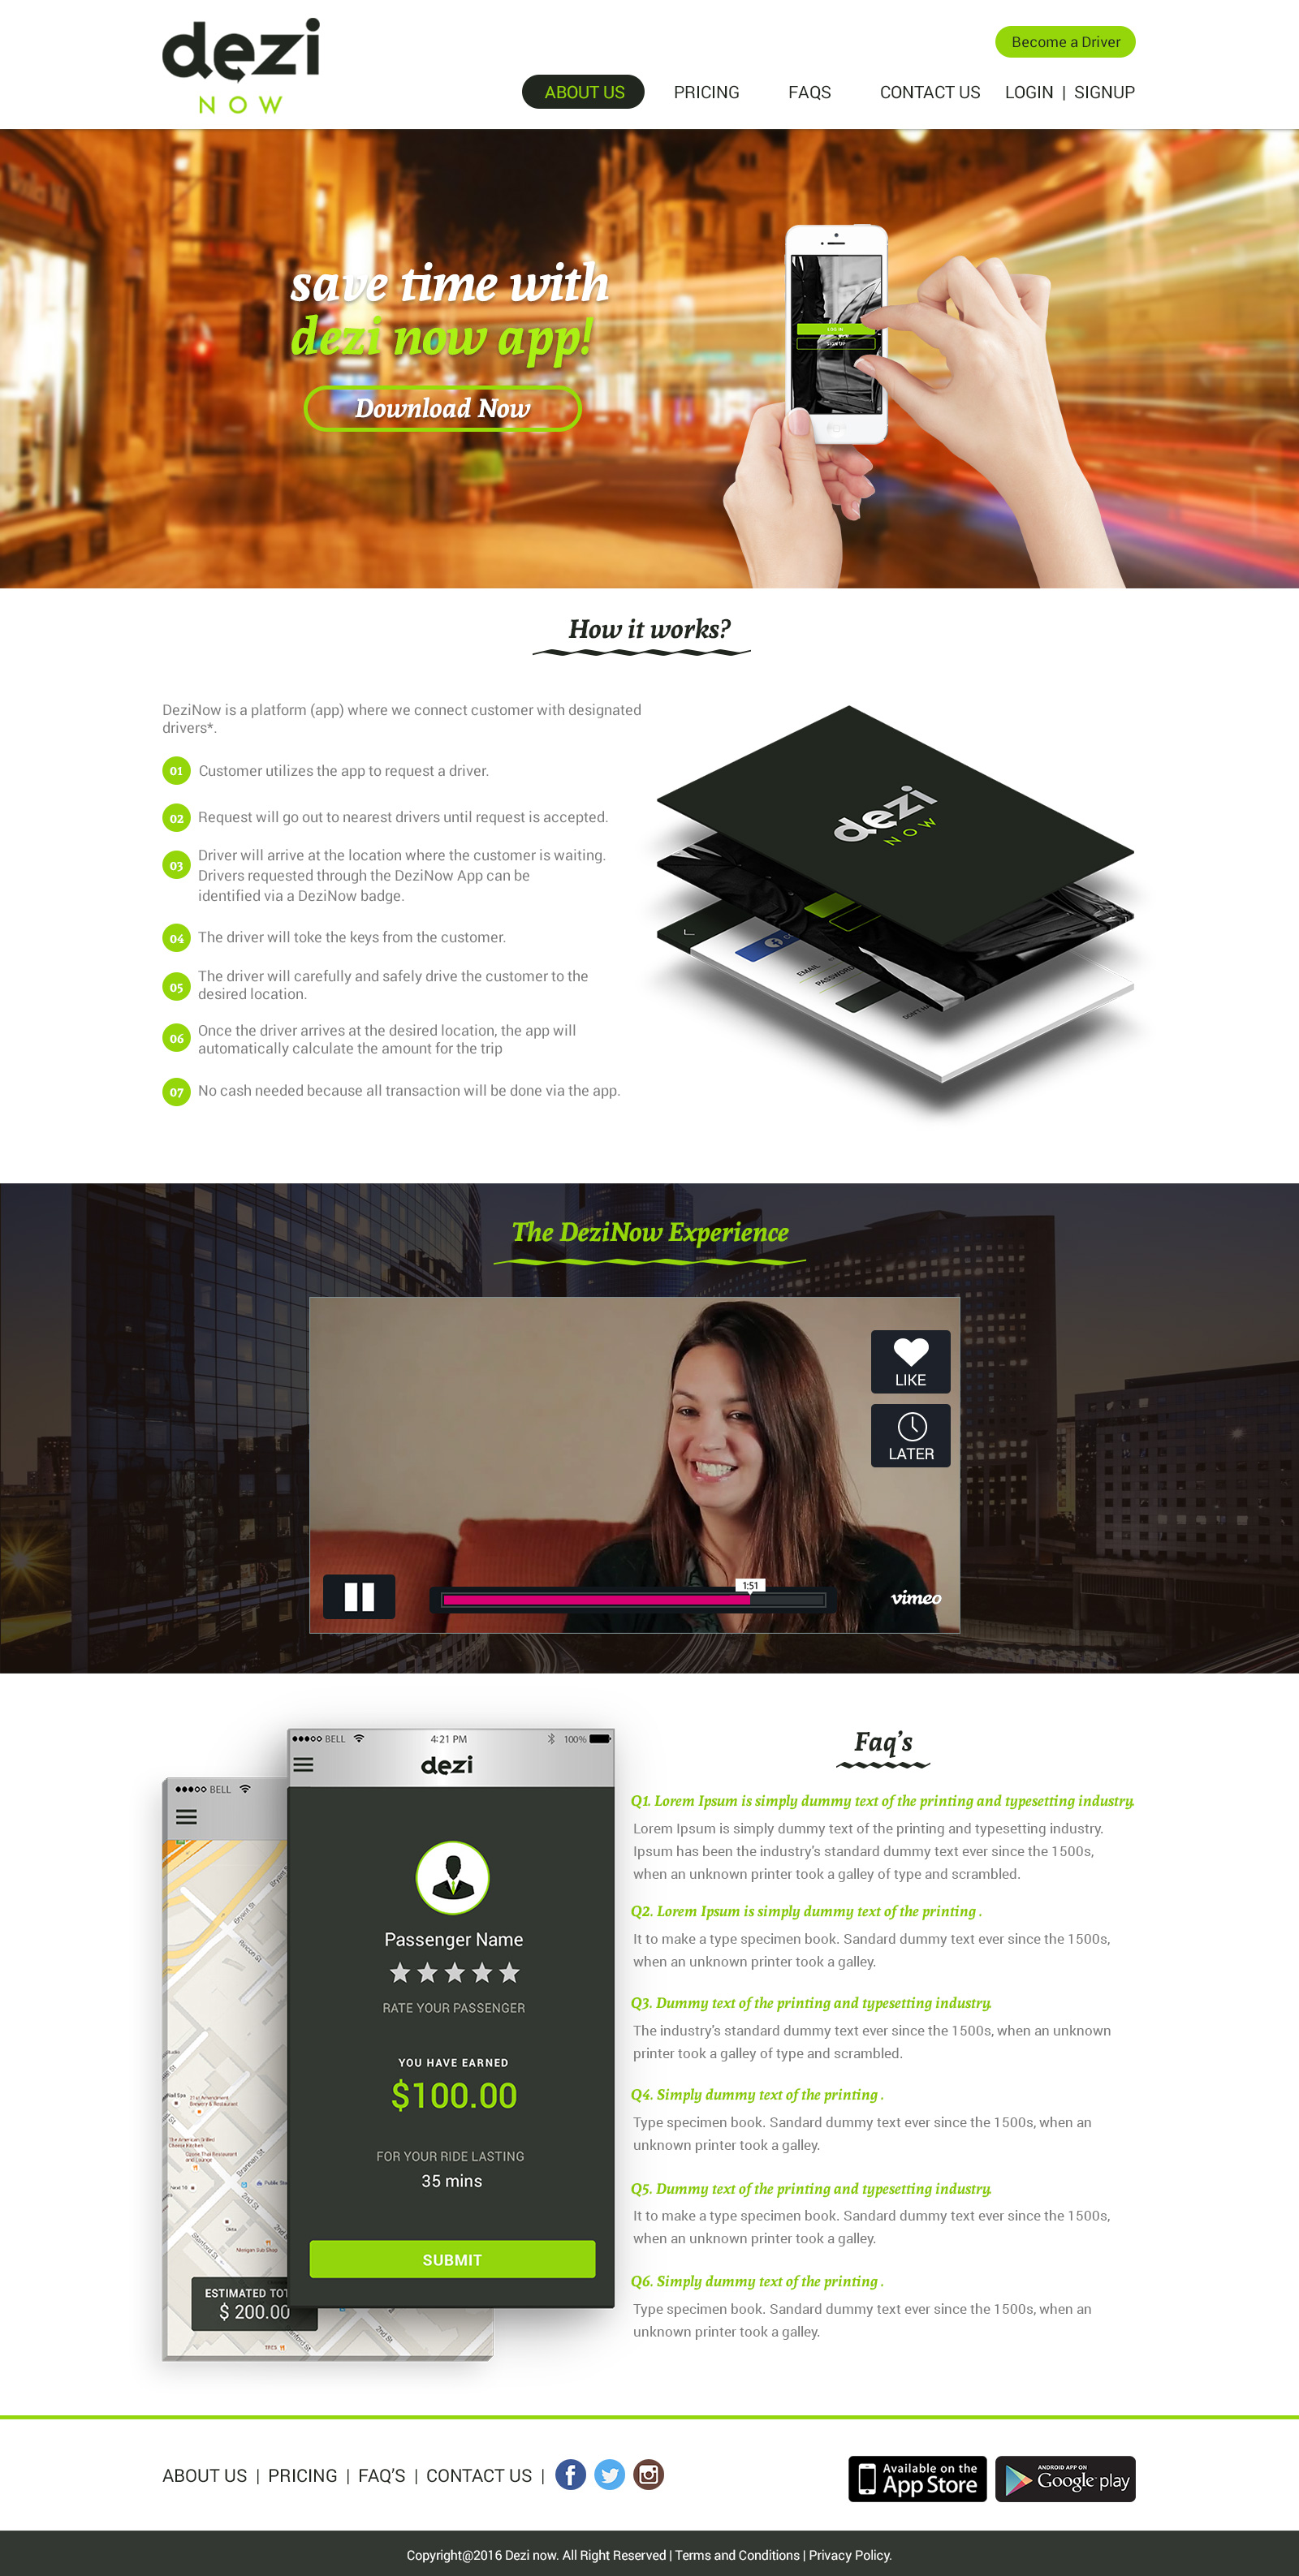 dezi
NOW
Become a Driver
ABOUT US PRICING FAQS CONTACT US LOGIN | SIGNUP
save time with
dezi now app!
Download Now
LOG IN
SIGN UP
How it works?
DeziNow is a platform (app) where we connect customer with designated
drivers*.
01 Customer utilizes the app to request a driver.
02 Request will go out to nearest drivers until request is accepted.
03 Driver will arrive at the location where the customer is waiting.
Drivers requested through the DeziNow App can be
identified via a DeziNow badge.
04 The driver will toke the keys from the customer.
05 The driver will carefully and safely drive the customer to the
desired location.
06 Once the driver arrives at the desired location, the app will
automatically calculate the amount for the trip
07 No cash needed because all transaction will be done via the app.
dezi
NOW
EMAIL
PASSWORD
The DeziNow Experience
LIKE
LATER
1:51
vimeo
BELL 4:21 PM 100%
dezi
Passenger Name
RATE YOUR PASSENGER
YOU HAVE EARNED
$100.00
FOR YOUR RIDE LASTING
35 mins
SUBMIT
BELL
Bryant St
Bryant St
Brannan St
2nd St
Stanford St
2nd St
ESTIMATED TOT
$ 200.00
Faq's
Q1. Lorem Ipsum is simply dummy text of the printing and typesetting industry.
Lorem Ipsum is simply dummy text of the printing and typesetting industry.
Ipsum has been the industry's standard dummy text ever since the 1500s,
when an unknown printer took a galley of type and scrambled.
Q2. Lorem Ipsum is simply dummy text of the printing .
It to make a type specimen book. Sandard dummy text ever since the 1500s,
when an unknown printer took a galley.
Q3. Dummy text of the printing and typesetting industry.
The industry's standard dummy text ever since the 1500s, when an unknown
printer took a galley of type and scrambled.
Q4. Simply dummy text of the printing .
Type specimen book. Sandard dummy text ever since the 1500s, when an
unknown printer took a galley.
Q5. Dummy text of the printing and typesetting industry.
It to make a type specimen book. Sandard dummy text ever since the 1500s,
when an unknown printer took a galley.
Q6. Simply dummy text of the printing .
Type specimen book. Sandard dummy text ever since the 1500s, when an
unknown printer took a galley.
ABOUT US | PRICING | FAQ'S | CONTACT US |
Available on the
App Store
ANDROID APP ON
Google play
Copyright@2016 Dezi now. All Right Reserved | Terms and Conditions | Privacy Policy.